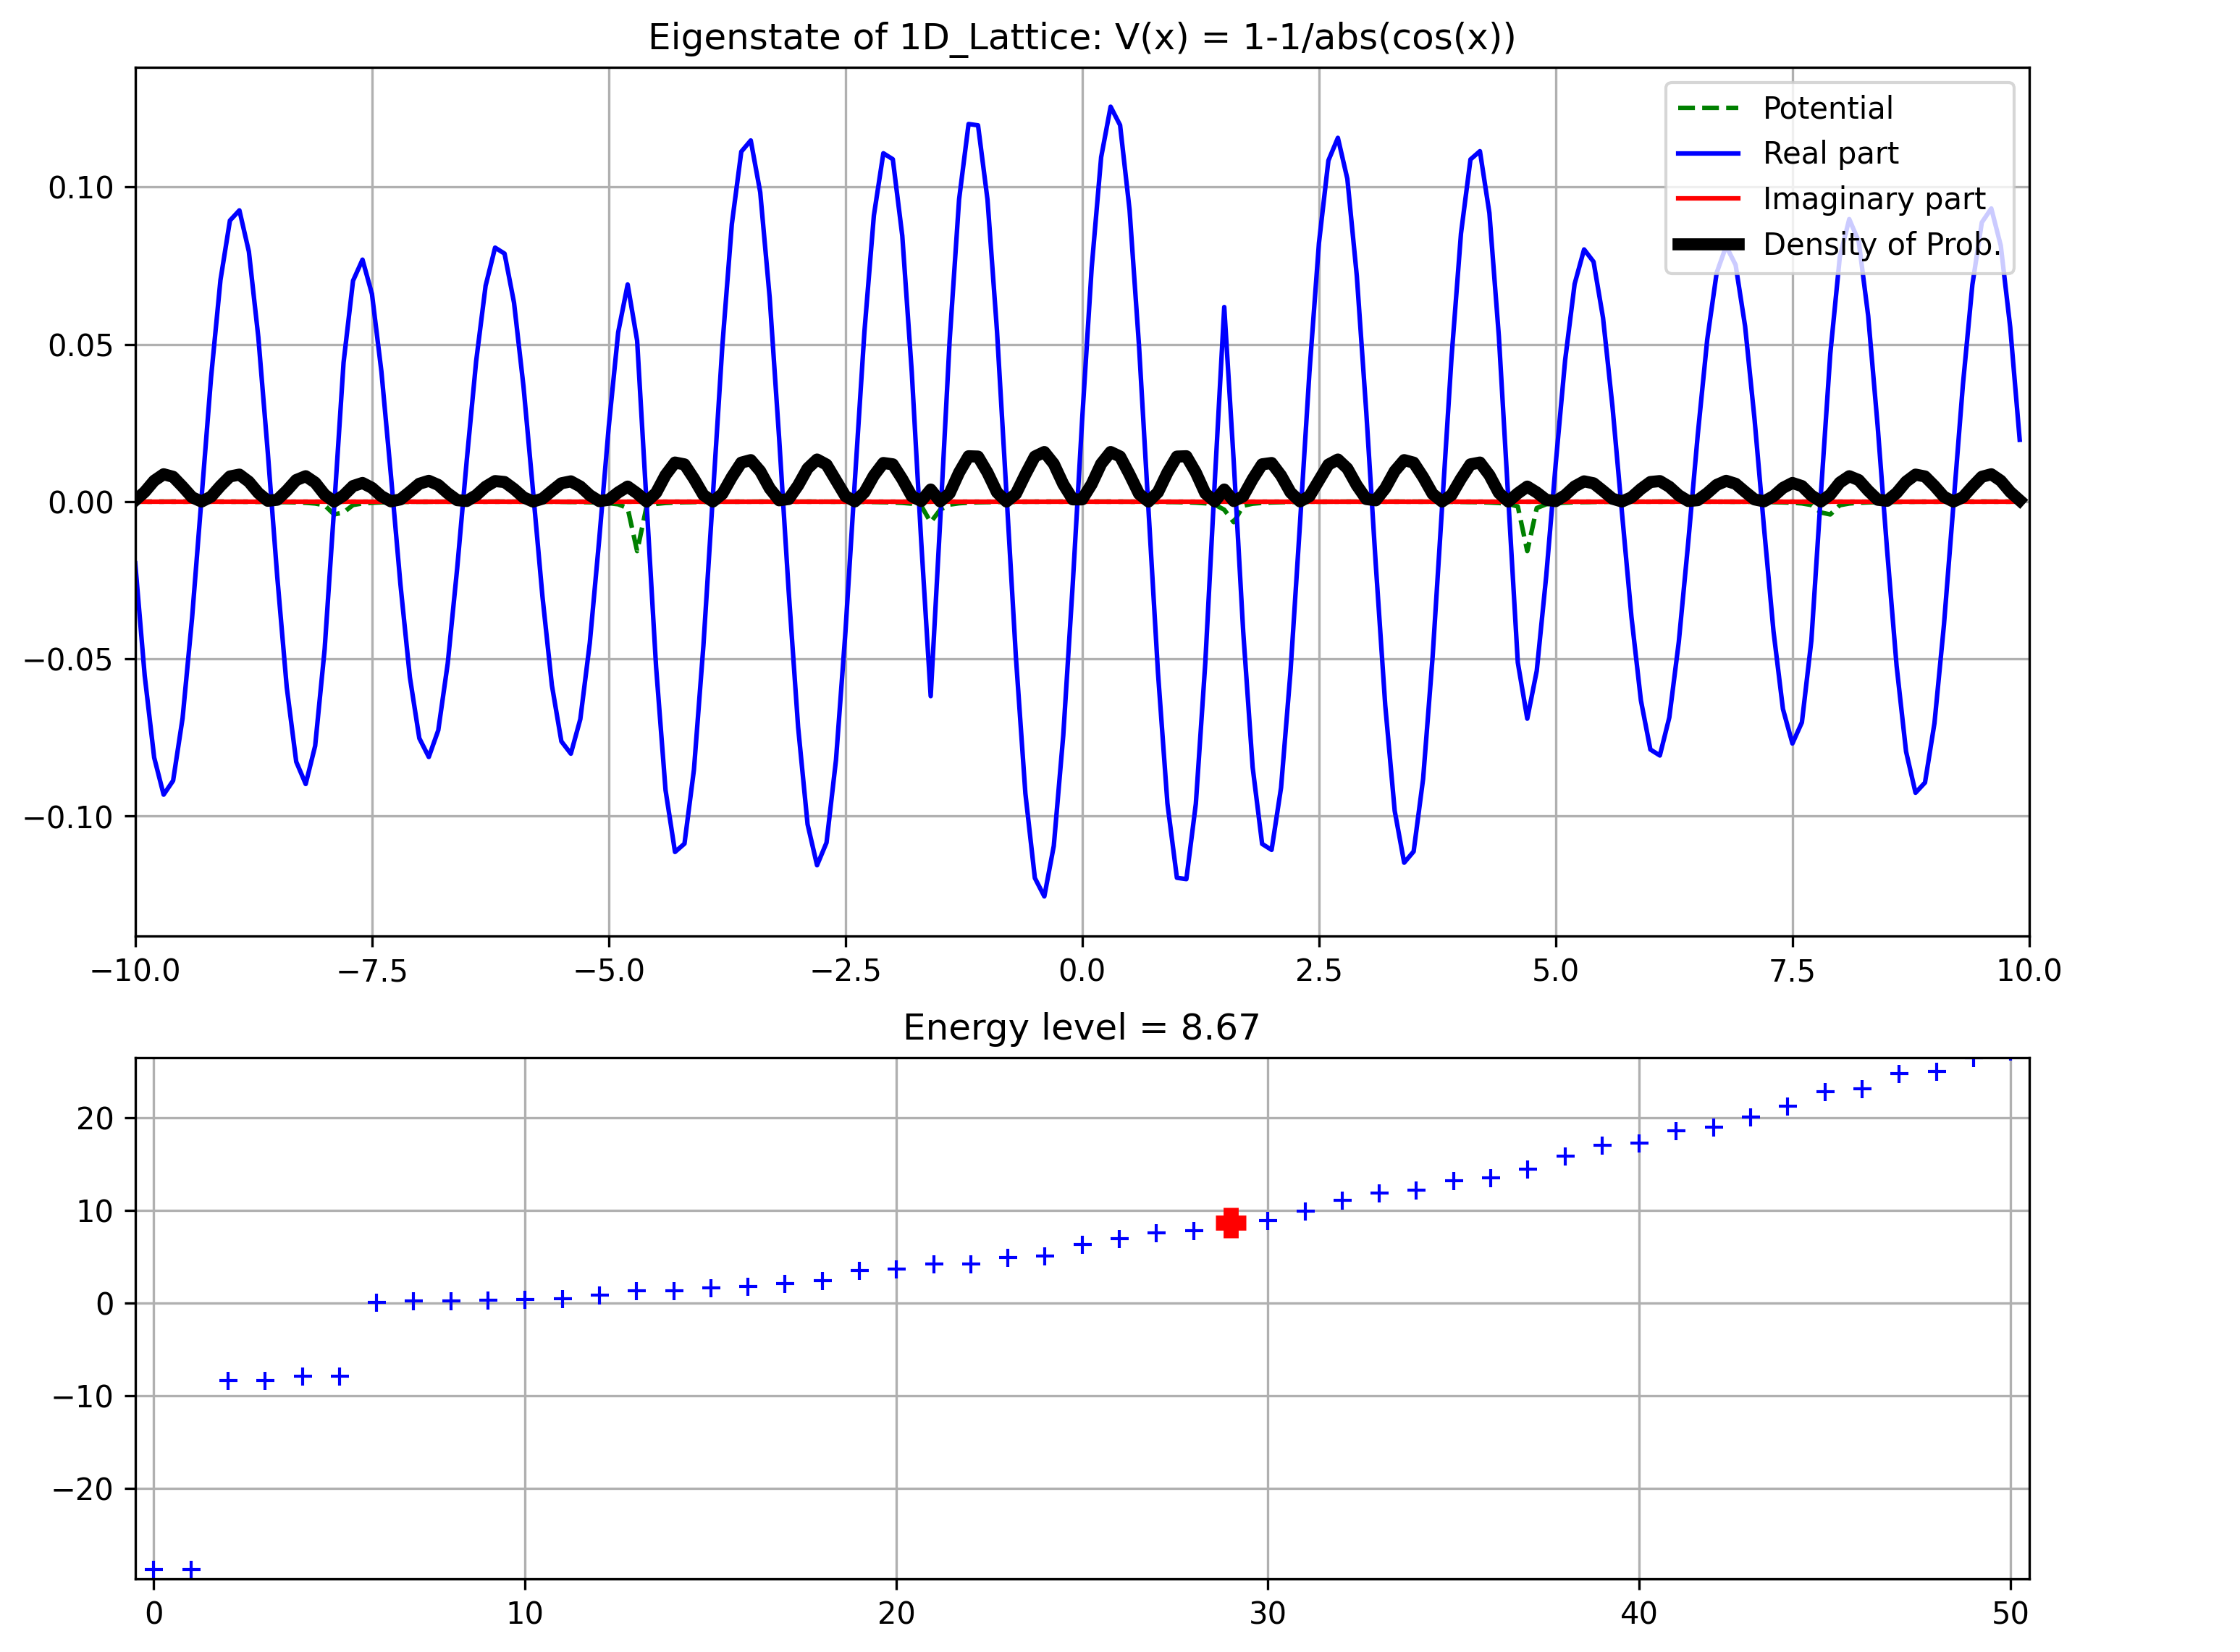 Eigenstate of 1D_Lattice: V(x) = 1-1/abs(cos(x))
Potential
Real part
Imaginary part
Density of Prob.
0.10
0.05
0.00
−0.05
−0.10
−10.0 −7.5 −5.0 −2.5 0.0 2.5 5.0 7.5 10.0
Energy level = 8.67
20
10
0
−10
−20
0 10 20 30 40 50